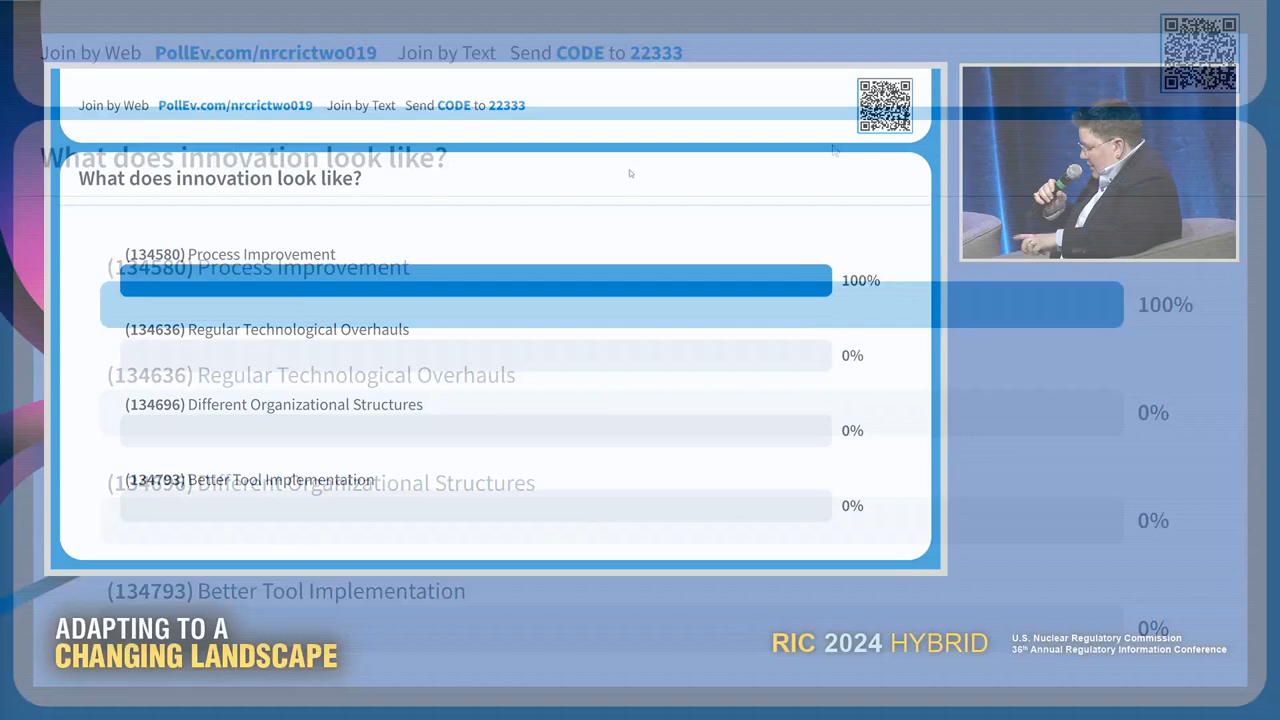 Join by Web PollEv.com/nrcrictwo019 Join by Text Send CODE to 22333
Join by Web PollEv.com/nrcrictwo019 Join by Text Send CODE to 22333
What does innovation look like?
What does innovation look like?
(134580) Process Improvement
(134580) Process Improvement
100%
100%
(134636) Regular Technological Overhauls
0%
(134636) Regular Technological Overhauls
0%
(134696) Different Organizational Structures
0%
(134793) Better Tool Implementation
(134696) Different Organizational Structures
0%
0%
(134793) Better Tool Implementation
0%
ADAPTING TO A
CHANGING LANDSCAPE
RIC 2024 HYBRID
U.S. Nuclear Regulatory Commission
36th Annual Regulatory Information Conference